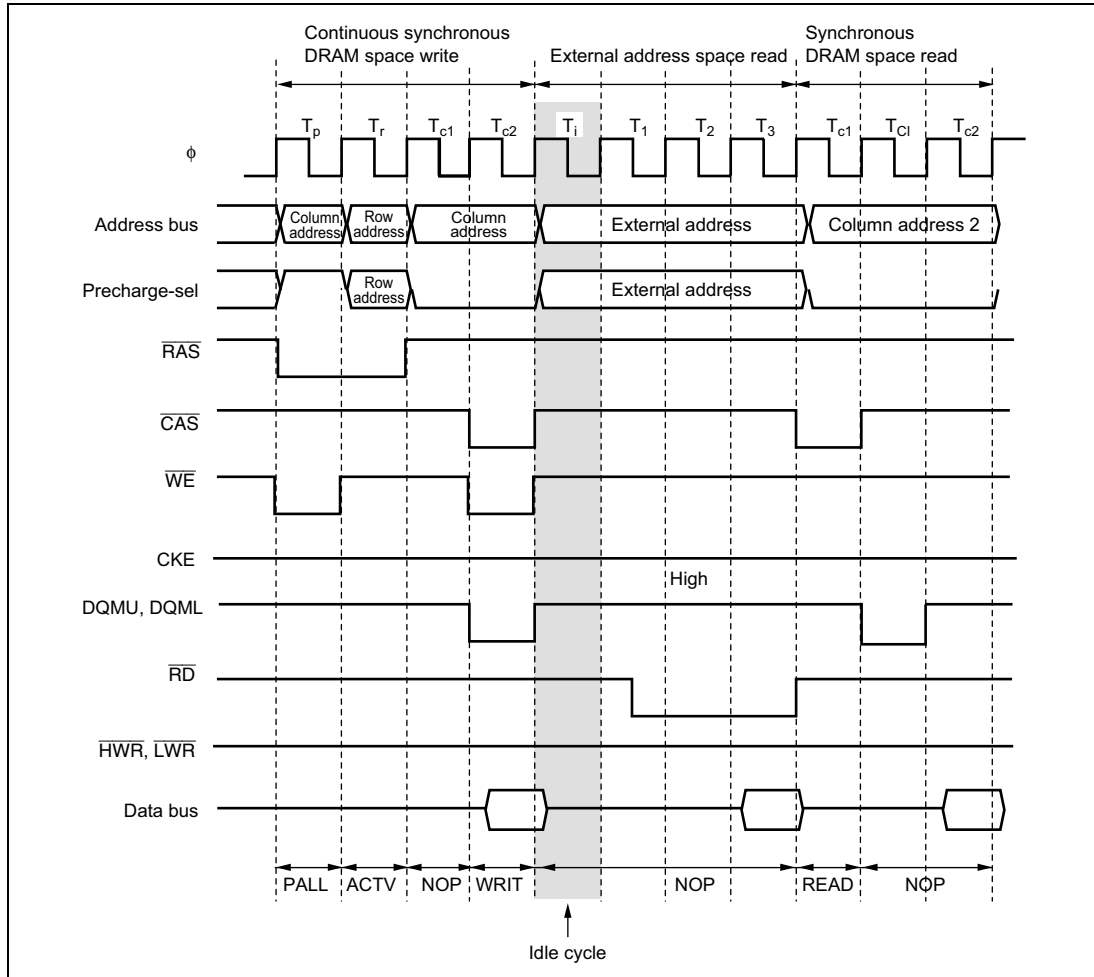 Continuous synchronous
DRAM space write
External address space read
Synchronous
DRAM space read
Tp Tr Tc1 Tc2 Ti T1 T2 T3 Tc1 TCl Tc2
ϕ
Address bus
Column
address
Row
address
Column
address
External address
Column address 2
Precharge-sel
Row
address
External address
RAS
CAS
WE
CKE
High
DQMU, DQML
RD
HWR, LWR
Data bus
PALL ACTV NOP WRIT NOP READ NOP
Idle cycle